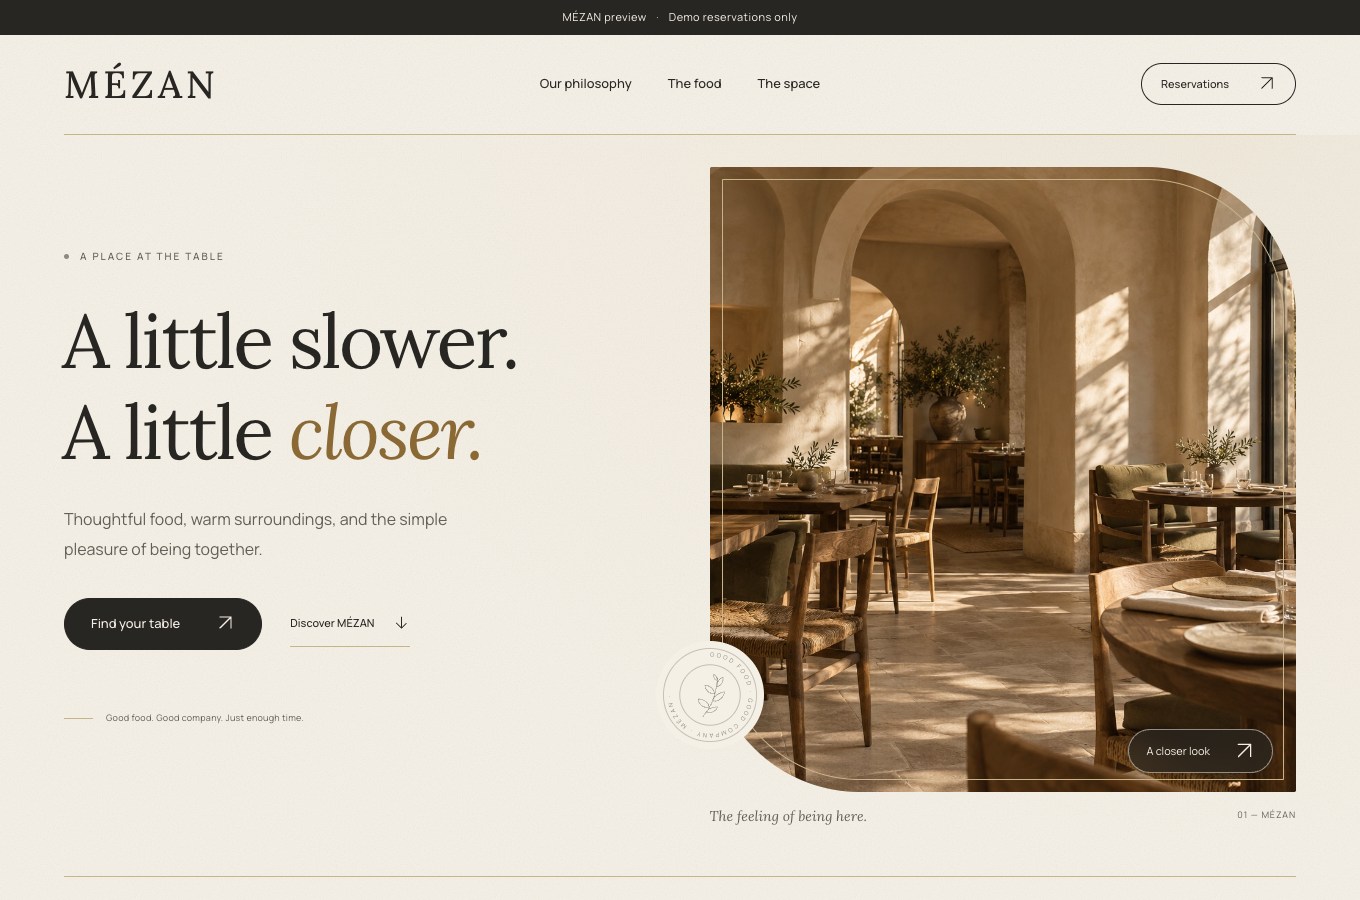 MÉZAN preview · Demo reservations only
MÉZAN
Our philosophy
The food
The space
Reservations
A PLACE AT THE TABLE
A little slower.
A little closer.
Thoughtful food, warm surroundings, and the simple
pleasure of being together.
Find your table
Discover MÉZAN
Good food. Good company. Just enough time.
GOOD FOOD · GOOD COMPANY · MÉZAN ·
A closer look
The feeling of being here.
01 — MÉZAN